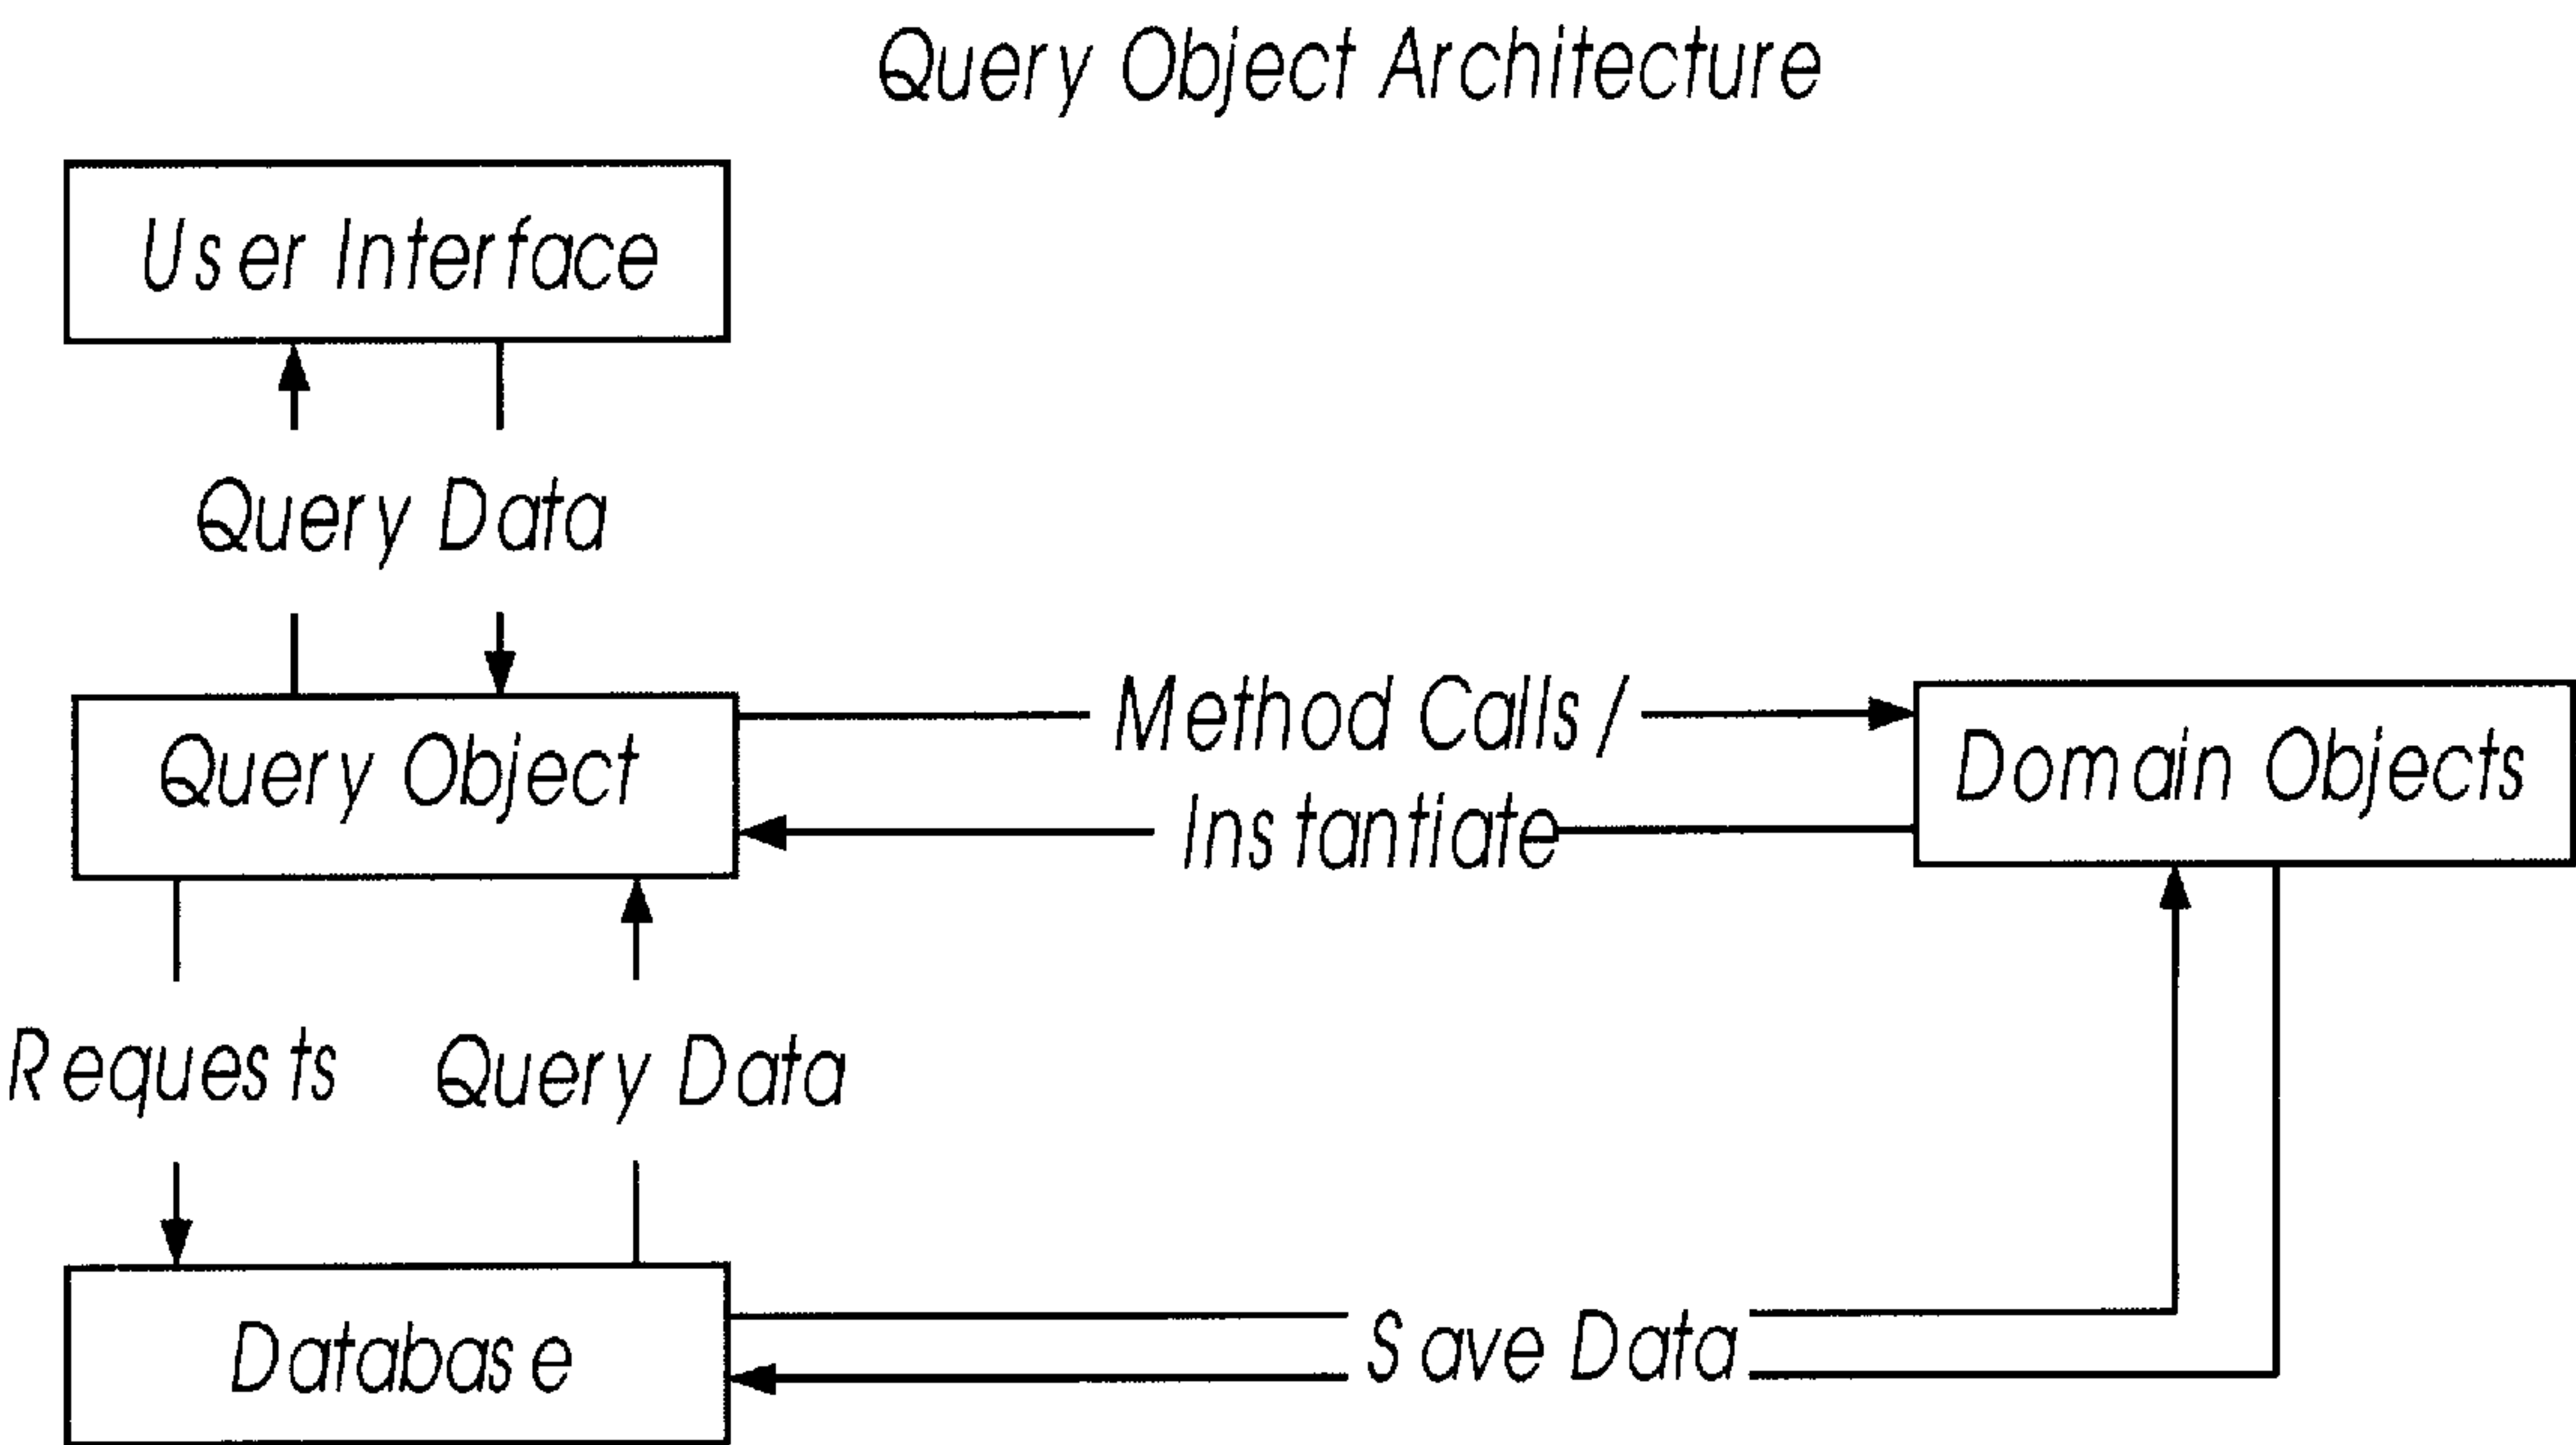 Query Object Architecture
User Interface
Query Data
Query Object
Method Calls /
Instantiate
Domain Objects
Requests
Query Data
Database
Save Data